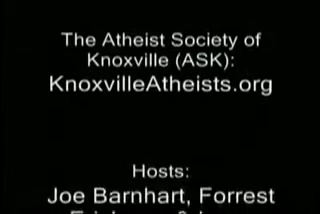 The Atheist Society of
Knoxville (ASK):
KnoxvilleAtheists.org
Hosts:
Joe Barnhart, Forrest